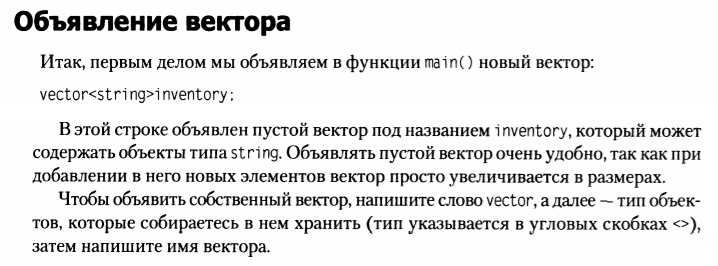 Объявление вектора
Итак, первым делом мы объявляем в функции main() новый вектор:
vector<string>inventory;
В этой строке объявлен пустой вектор под названием inventory, который может
содержать объекты типа string. Объявлять пустой вектор очень удобно, так как при
добавлении в него новых элементов вектор просто увеличивается в размерах.
Чтобы объявить собственный вектор, напишите слово vector, а далее — тип объек-
тов, которые собираетесь в нем хранить (тип указывается в угловых скобках <>),
затем напишите имя вектора.